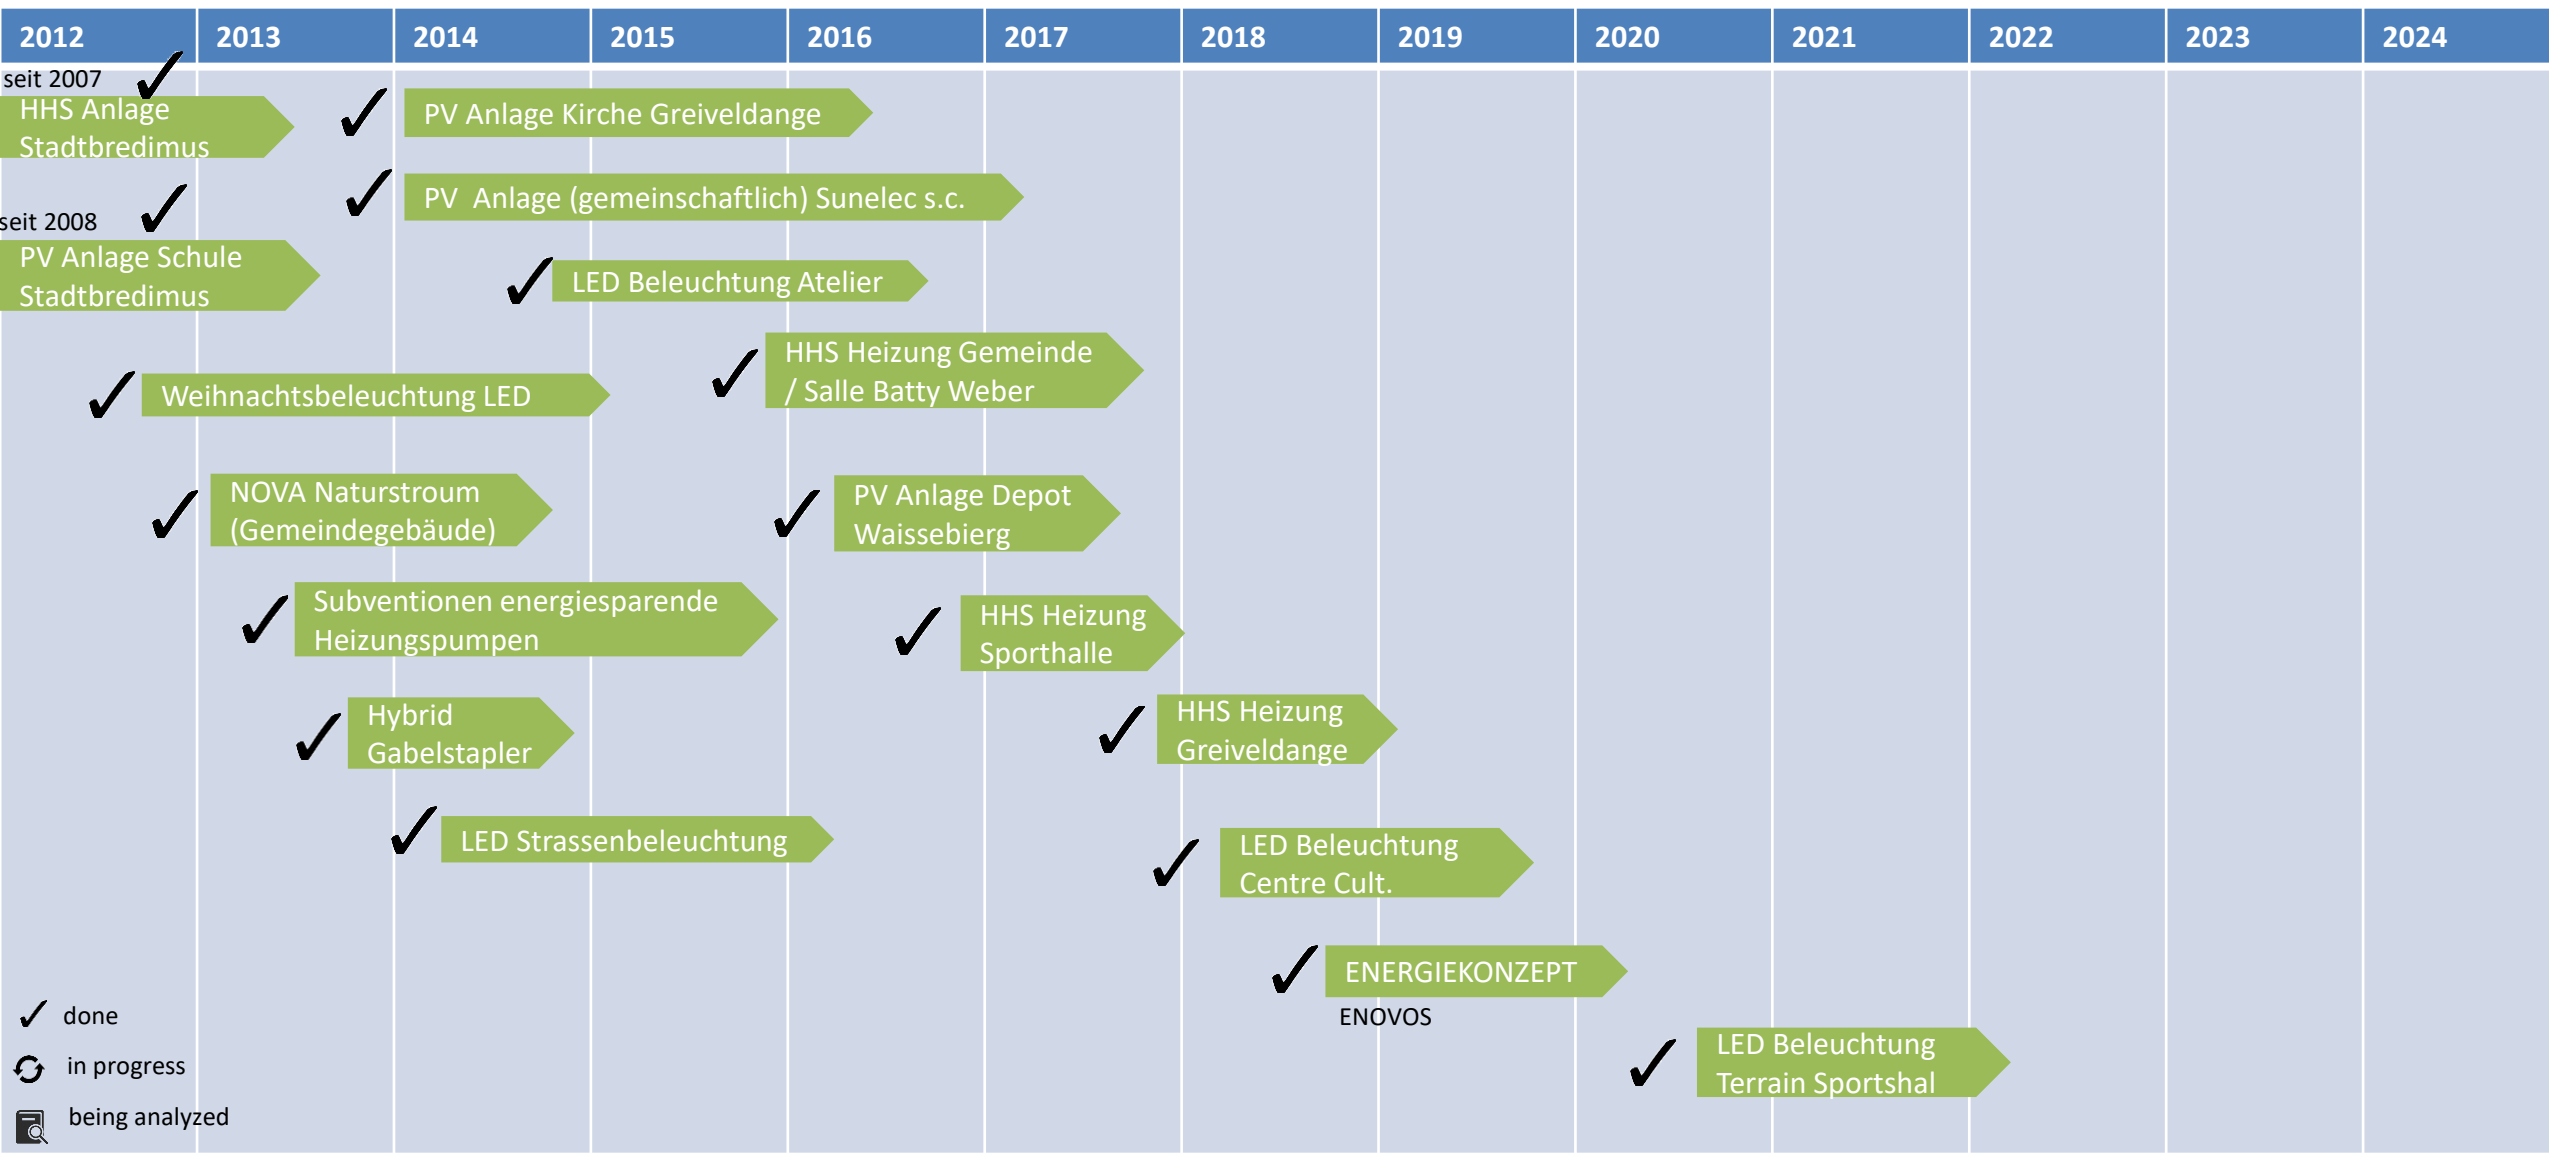 2012 2013 2014 2015 2016 2017 2018 2019 2020 2021 2022 2023 2024
seit 2007
HHS Anlage
Stadtbredimus
PV Anlage Kirche Greiveldange
PV Anlage (gemeinschaftlich) Sunelec s.c.
seit 2008
PV Anlage Schule
Stadtbredimus
LED Beleuchtung Atelier
HHS Heizung Gemeinde
/ Salle Batty Weber
Weihnachtsbeleuchtung LED
NOVA Naturstroum
(Gemeindegebäude)
PV Anlage Depot
Waissebierg
Subventionen energiesparende
Heizungspumpen
HHS Heizung
Sporthalle
Hybrid
Gabelstapler
HHS Heizung
Greiveldange
LED Strassenbeleuchtung
LED Beleuchtung
Centre Cult.
ENERGIEKONZEPT
ENOVOS
LED Beleuchtung
Terrain Sportshal
done
in progress
being analyzed